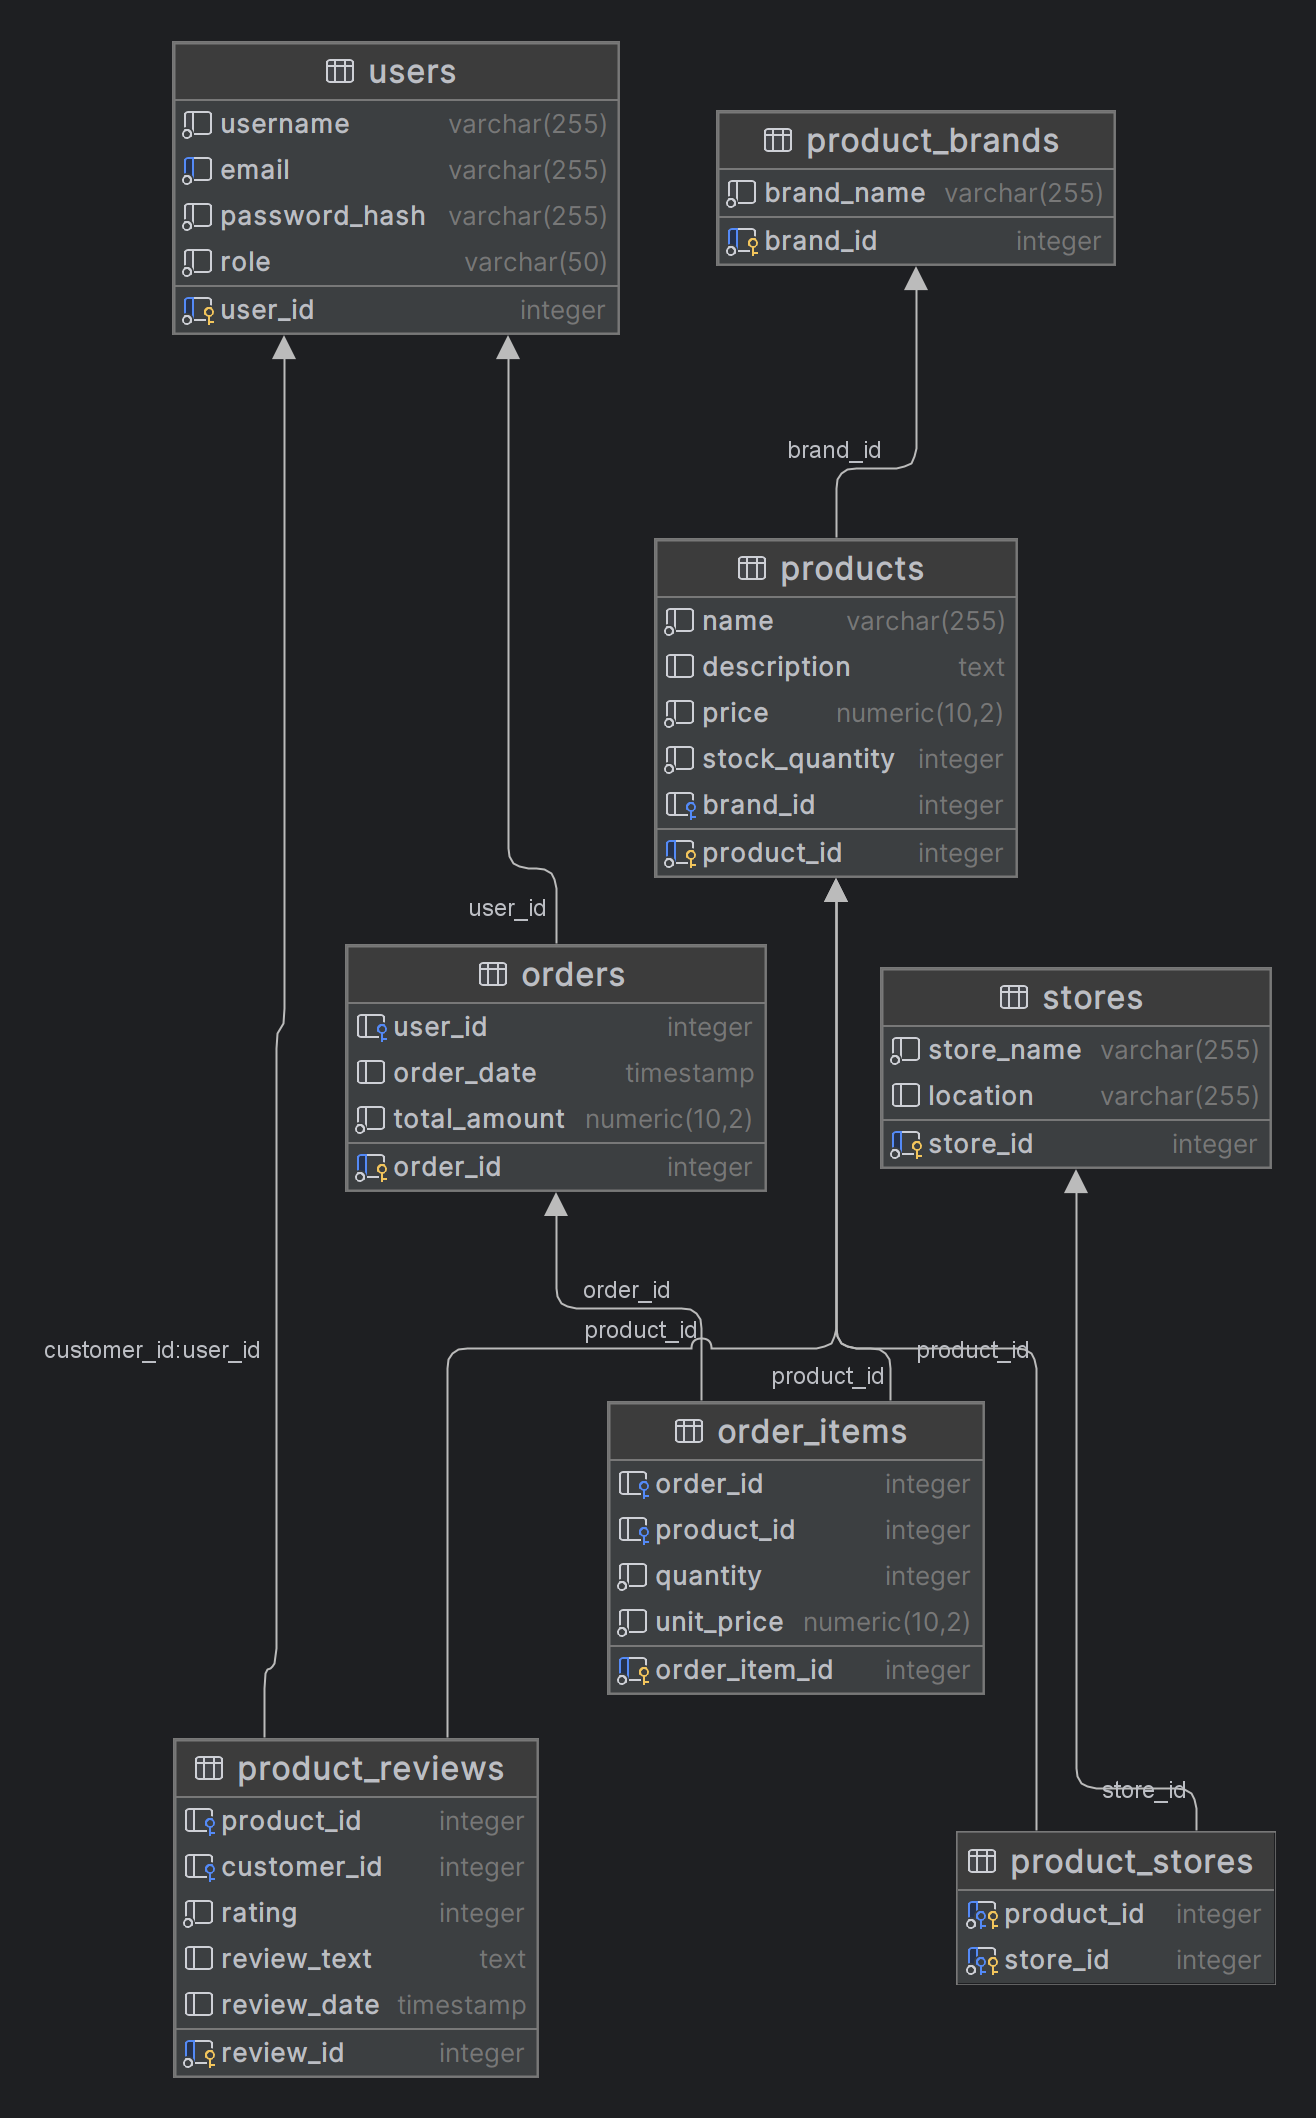 users
username varchar(255)
email varchar(255)
password_hash varchar(255)
role varchar(50)
user_id integer
product_brands
brand_name varchar(255)
brand_id integer
brand_id
products
name varchar(255)
description text
price numeric(10,2)
stock_quantity integer
brand_id integer
product_id integer
user_id
orders
user_id integer
order_date timestamp
total_amount numeric(10,2)
order_id integer
stores
store_name varchar(255)
location varchar(255)
store_id integer
order_id
product_id
customer_id:user_id
product_id
product_id
order_items
order_id integer
product_id integer
quantity integer
unit_price numeric(10,2)
order_item_id integer
product_reviews
product_id integer
customer_id integer
rating integer
review_text text
review_date timestamp
review_id integer
store_id
product_stores
product_id integer
store_id integer